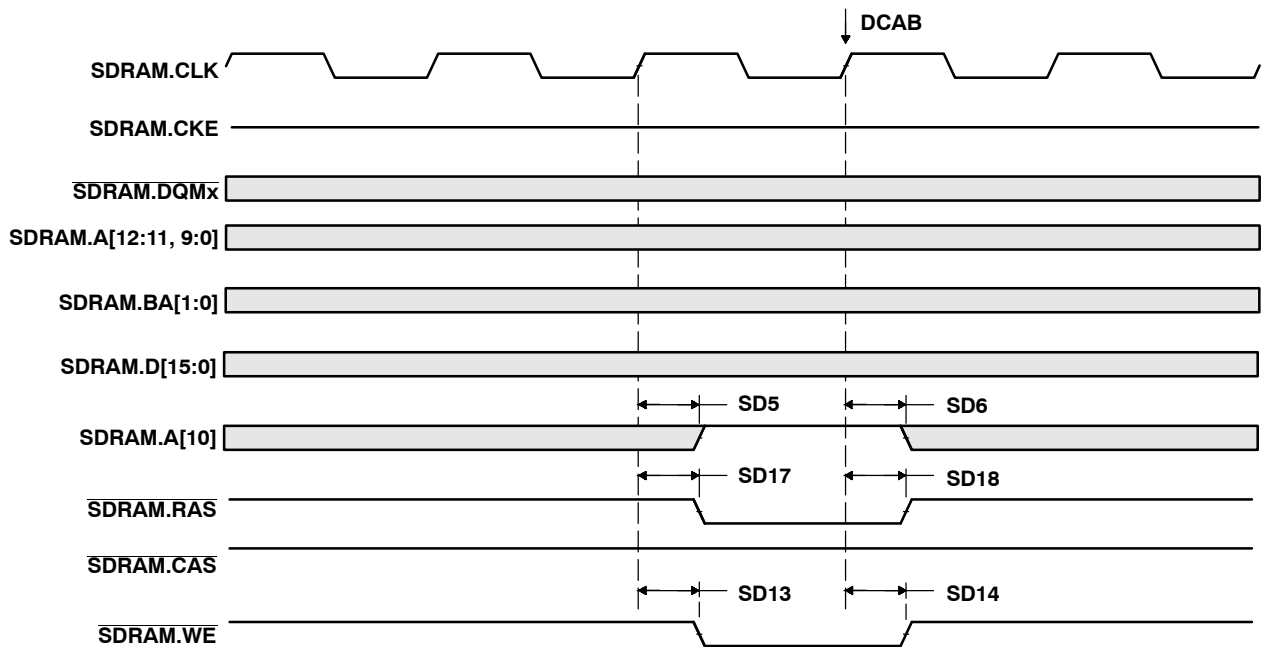 DCAB
SDRAM.CLK
SDRAM.CKE
SDRAM.DQMx
SDRAM.A[12:11, 9:0]
SDRAM.BA[1:0]
SDRAM.D[15:0]
SD5 SD6
SDRAM.A[10]
SD17 SD18
SDRAM.RAS
SDRAM.CAS
SD13 SD14
SDRAM.WE